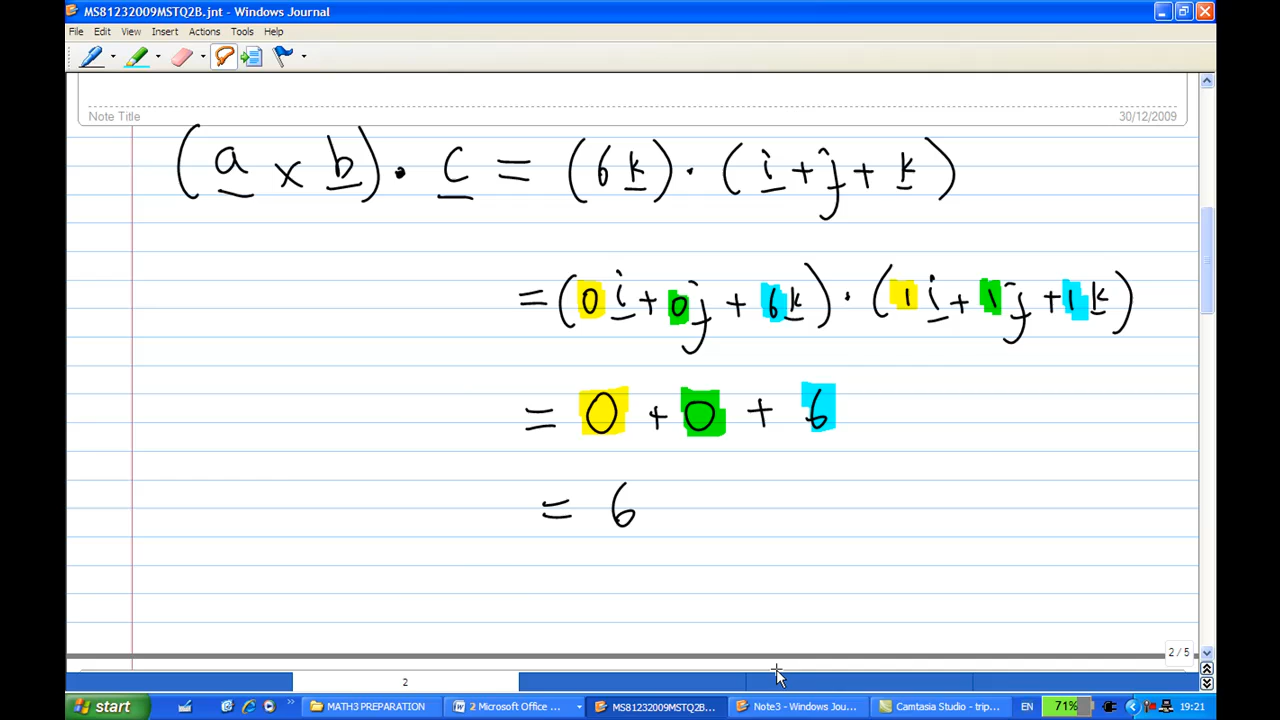 MS81232009MSTQ2B.jnt - Windows Journal
File Edit View Insert Actions Tools Help
Note Title 30/12/2009
(a x b) · c = (6k) · (i + j + k)
= (0i + 0j + 6k) · (1i + 1j + 1k)
= 0 + 0 + 6
= 6
2 / 5
2
start MATH3 PREPARATION 2 Microsoft Office ... MS81232009MSTQ2B.... Note3 - Windows Jou... Camtasia Studio - trip... EN 71% 19:21